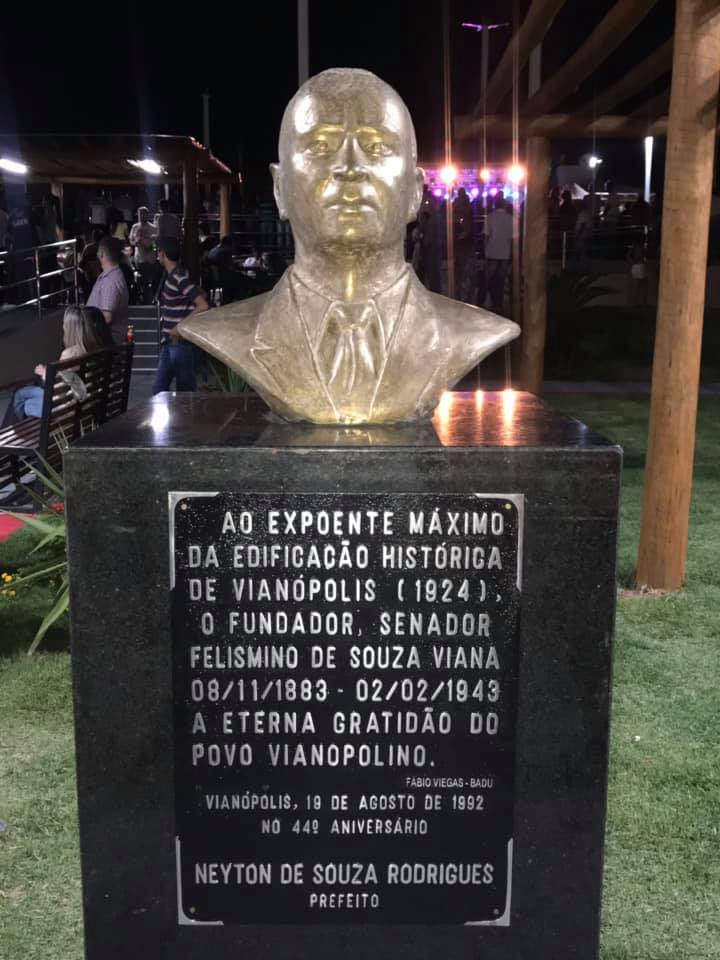 AO EXPOENTE MÁXIMO
DA EDIFICAÇÃO HISTÓRICA
DE VIANÓPOLIS (1924),
O FUNDADOR, SENADOR
FELISMINO DE SOUZA VIANA
08/11/1883 - 02/02/1943
A ETERNA GRATIDÃO DO
POVO VIANOPOLINO.
FÁBIO VIEGAS - BADU
VIANÓPOLIS, 19 DE AGOSTO DE 1992
NO 44º ANIVERSÁRIO
NEYTON DE SOUZA RODRIGUES
PREFEITO